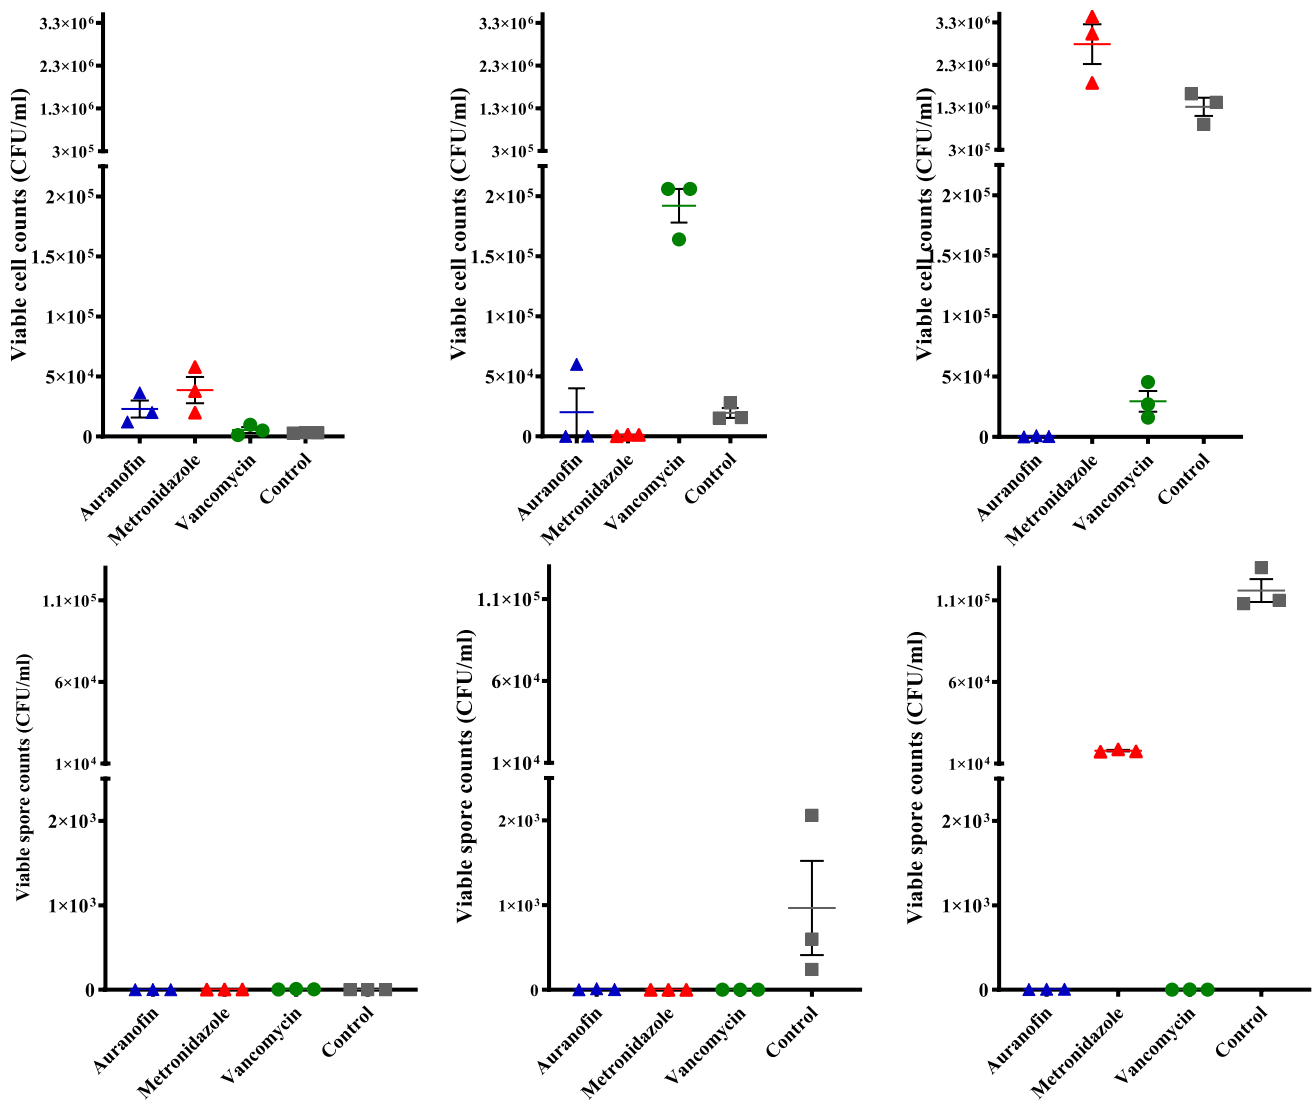 Viable cell counts (CFU/ml)
3.3×10⁶
2.3×10⁶
1.3×10⁶
3×10⁵
2×10⁵
1.5×10⁵
1×10⁵
5×10⁴
0
Auranofin
Metronidazole
Vancomycin
Control
Viable cell counts (CFU/ml)
3.3×10⁶
2.3×10⁶
1.3×10⁶
3×10⁵
2×10⁵
1.5×10⁵
1×10⁵
5×10⁴
0
Auranofin
Metronidazole
Vancomycin
Control
Viable cell counts (CFU/ml)
3.3×10⁶
2.3×10⁶
1.3×10⁶
3×10⁵
2×10⁵
1.5×10⁵
1×10⁵
5×10⁴
0
Auranofin
Metronidazole
Vancomycin
Control
Viable spore counts (CFU/ml)
1.1×10⁵
6×10⁴
1×10⁴
2×10³
1×10³
0
Auranofin
Metronidazole
Vancomycin
Control
Viable spore counts (CFU/ml)
1.1×10⁵
6×10⁴
1×10⁴
2×10³
1×10³
0
Auranofin
Metronidazole
Vancomycin
Control
Viable spore counts (CFU/ml)
1.1×10⁵
6×10⁴
1×10⁴
2×10³
1×10³
0
Auranofin
Metronidazole
Vancomycin
Control